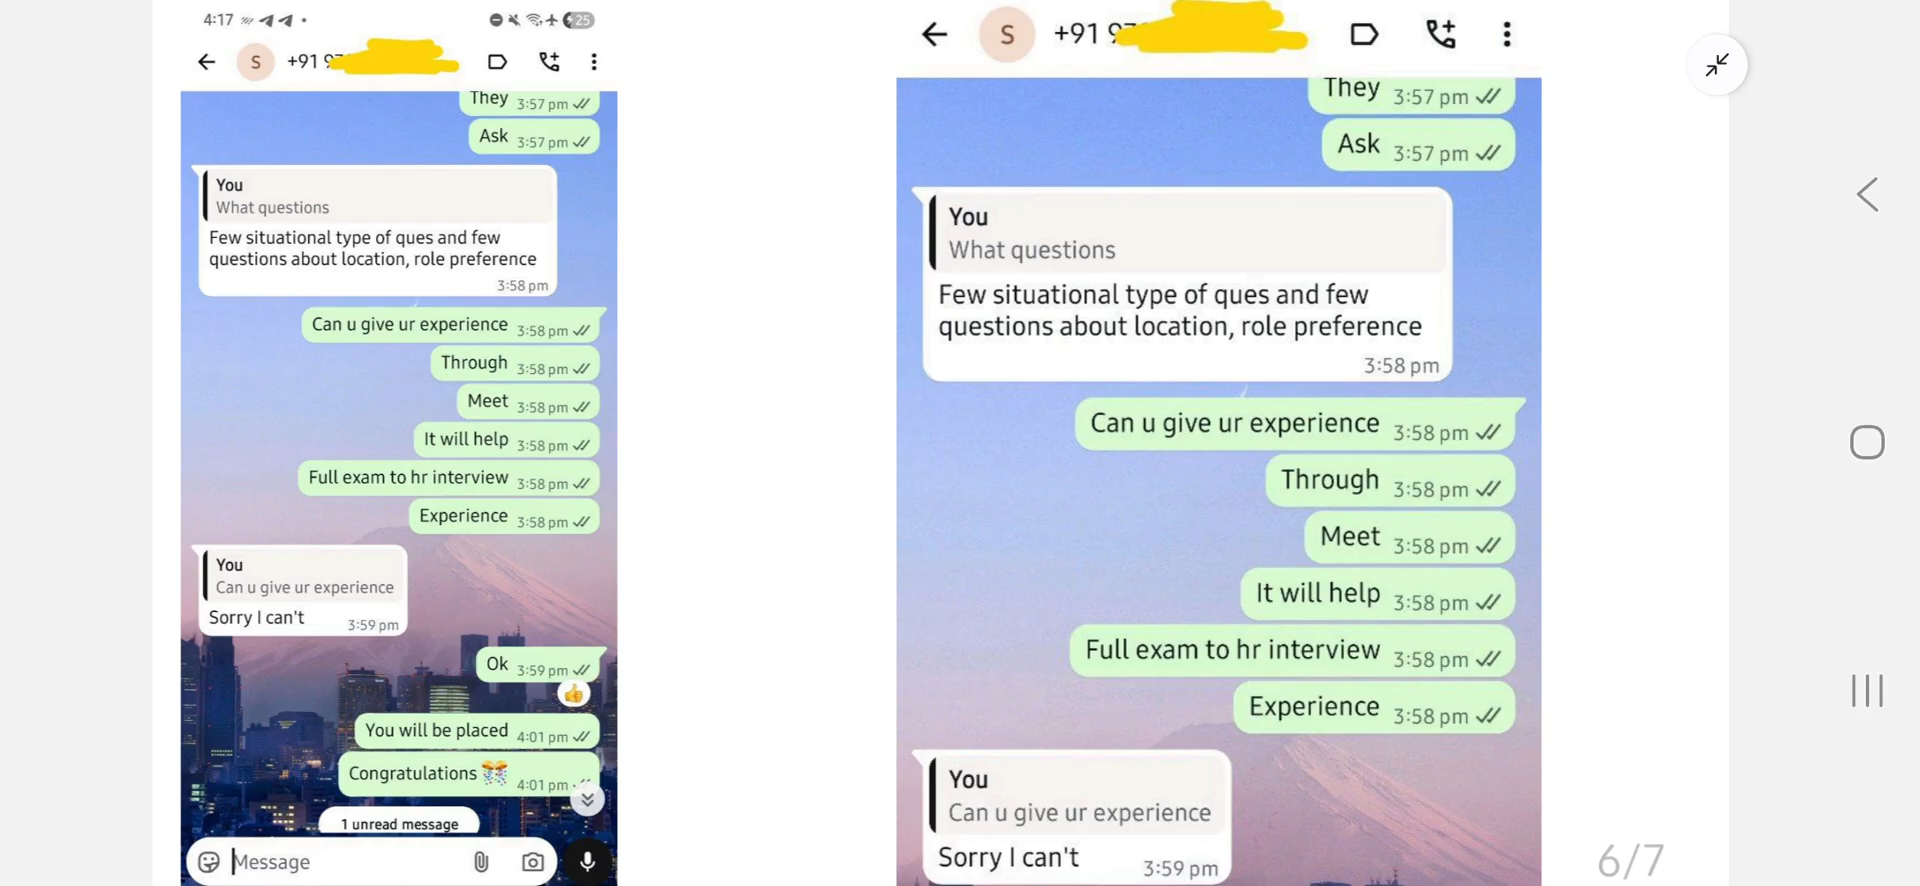 4:17
25
S
+91 9
They 3:57 pm
Ask 3:57 pm
You
What questions
Few situational type of ques and few
questions about location, role preference
3:58 pm
Can u give ur experience 3:58 pm
Through 3:58 pm
Meet 3:58 pm
It will help 3:58 pm
Full exam to hr interview 3:58 pm
Experience 3:58 pm
You
Can u give ur experience
Sorry I can't 3:59 pm
Ok 3:59 pm
You will be placed 4:01 pm
Congratulations 4:01 pm
1 unread message
Message
S
+91 9
They 3:57 pm
Ask 3:57 pm
You
What questions
Few situational type of ques and few
questions about location, role preference
3:58 pm
Can u give ur experience 3:58 pm
Through 3:58 pm
Meet 3:58 pm
It will help 3:58 pm
Full exam to hr interview 3:58 pm
Experience 3:58 pm
You
Can u give ur experience
Sorry I can't 3:59 pm
6/7